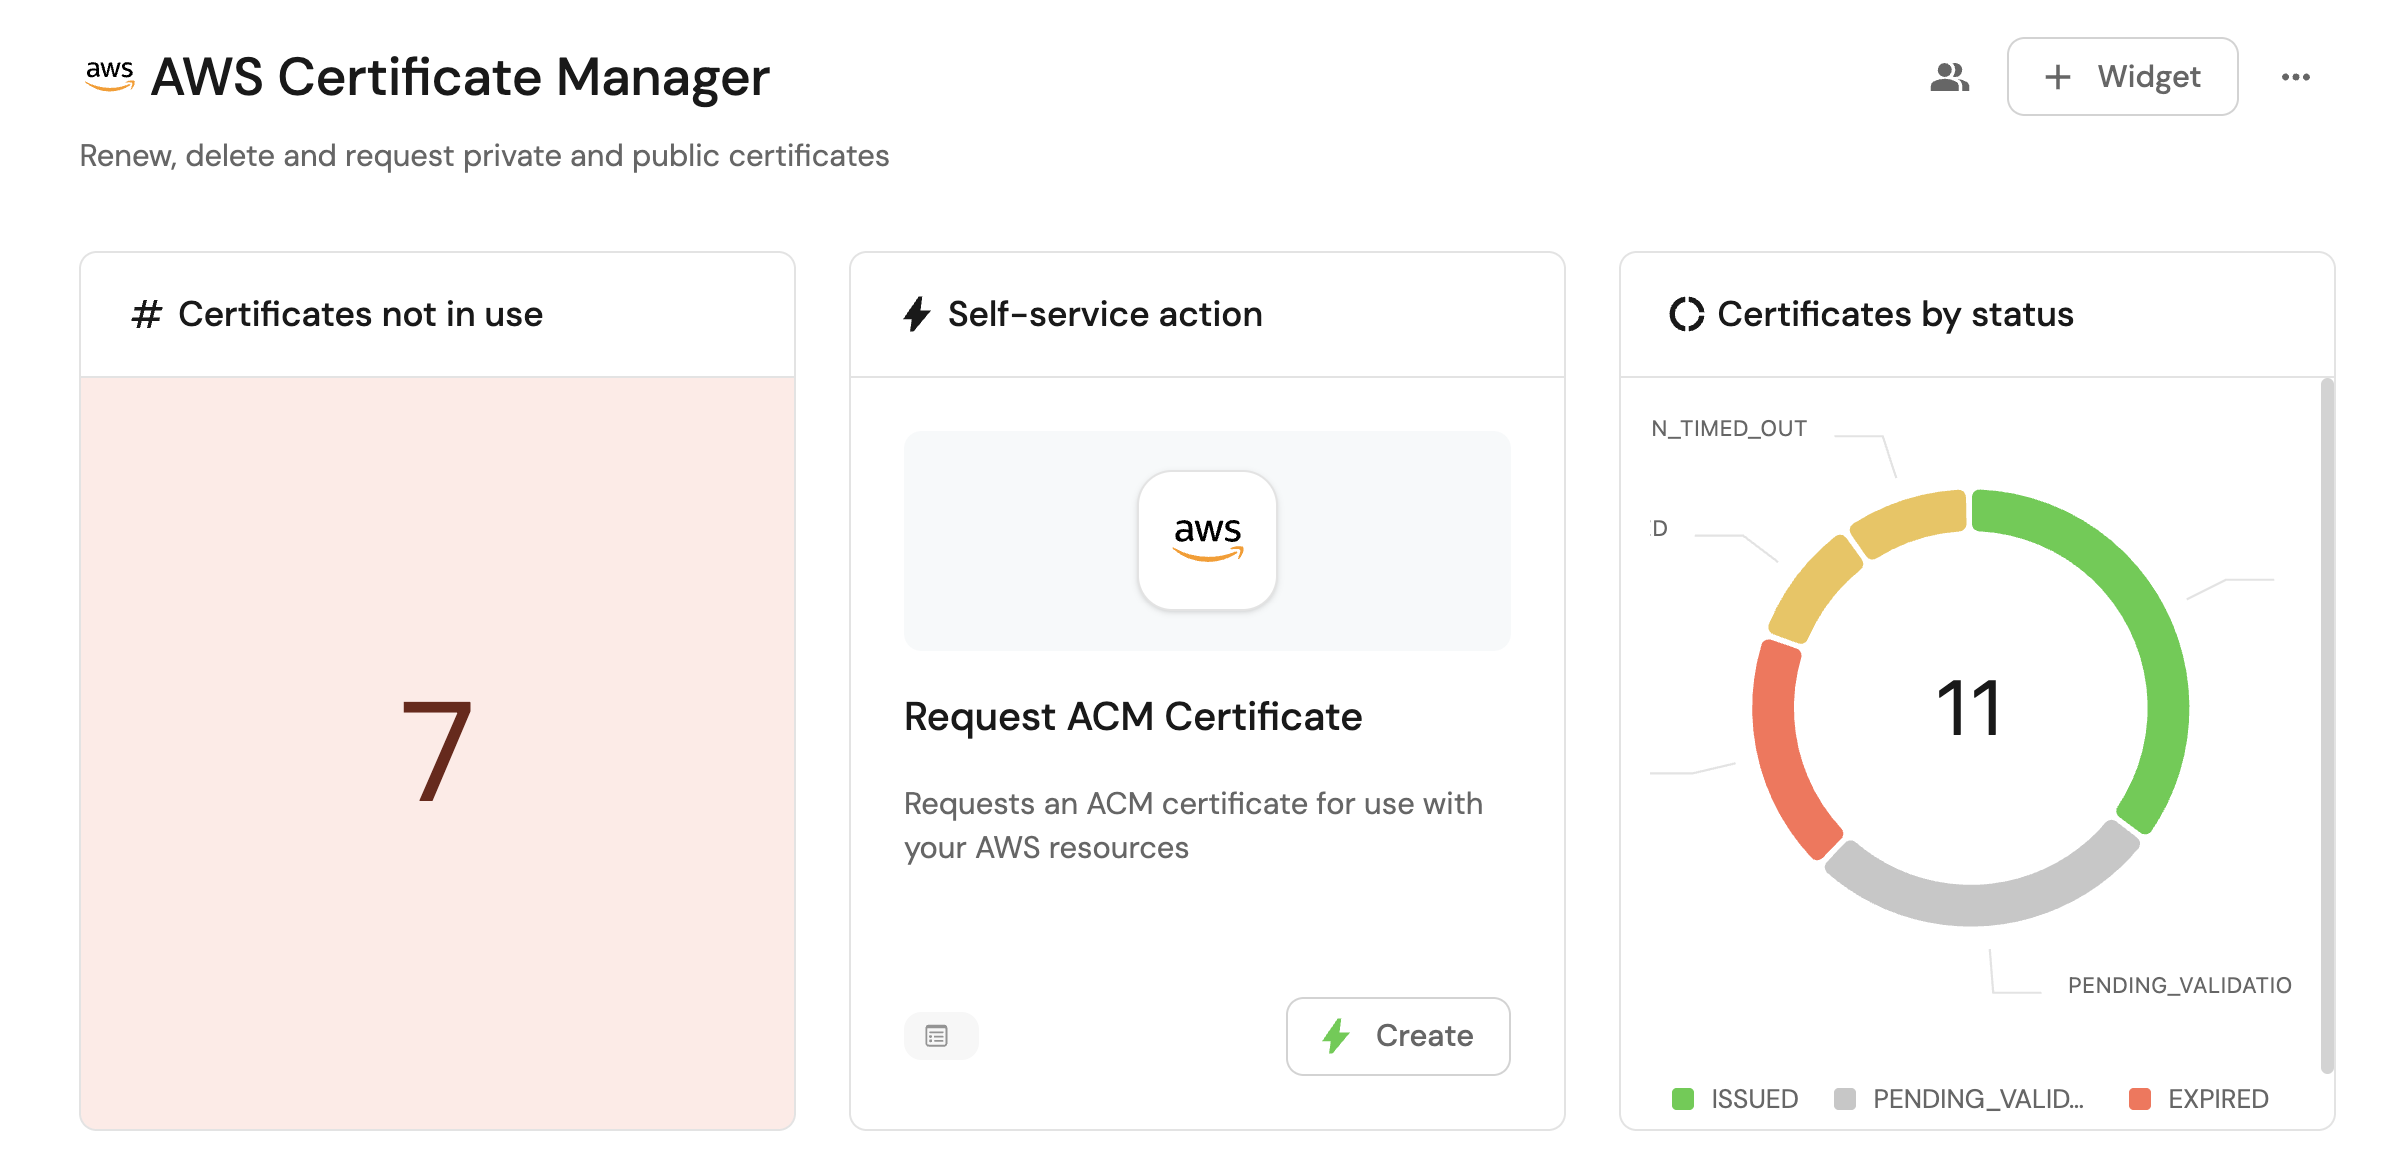 aws AWS Certificate Manager
Widget
Renew, delete and request private and public certificates
# Certificates not in use
7
Self-service action
aws
Request ACM Certificate
Requests an ACM certificate for use with
your AWS resources
Create
Certificates by status
N_TIMED_OUT
D
11
PENDING_VALIDATIO
ISSUED
PENDING_VALID...
EXPIRED